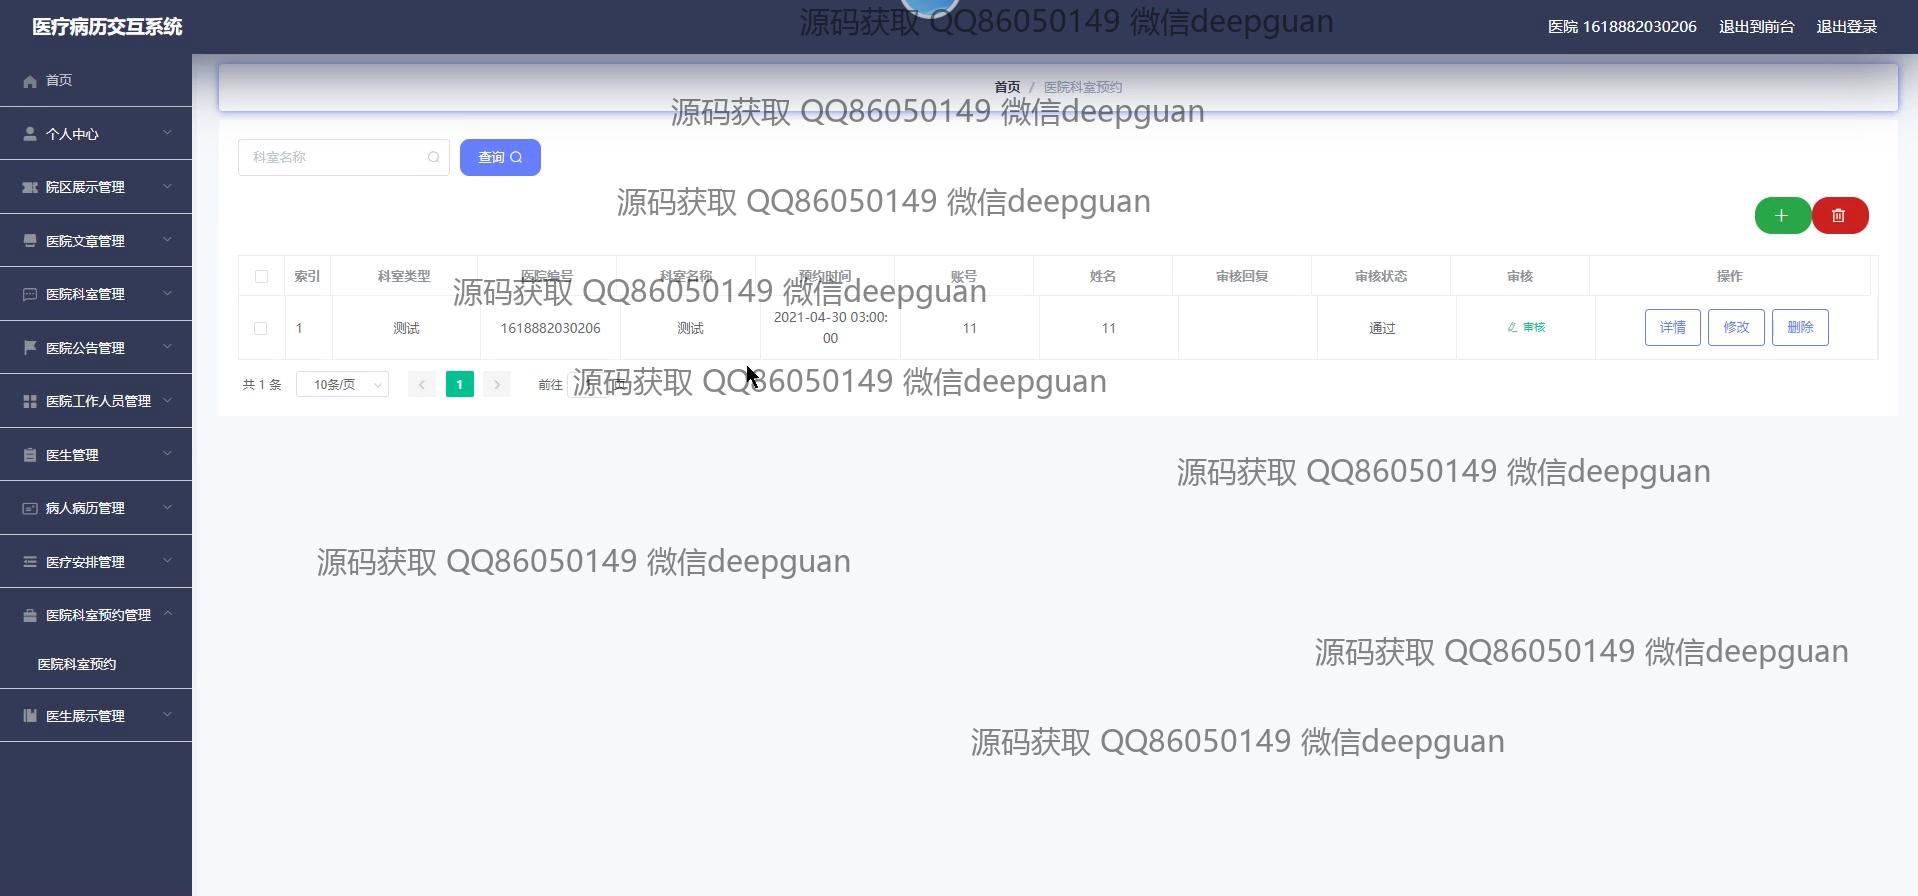 医疗病历交互系统
源码获取 QQ86050149 微信deepguan
医院 1618882030206 退出到前台 退出登录
首页
个人中心
院区展示管理
医院文章管理
医院科室管理
医院公告管理
医院工作人员管理
医生管理
病人病历管理
医疗安排管理
医院科室预约管理
医院科室预约
医生展示管理
首页 / 医院科室预约
源码获取 QQ86050149 微信deepguan
科室名称 查询
源码获取 QQ86050149 微信deepguan
索引 科室类型 医院编号 科室名称 预约时间 账号 姓名 审核回复 审核状态 审核 操作
源码获取 QQ86050149 微信deepguan
1 测试 1618882030206 测试 2021-04-30 03:00:
00 11 11 通过 审核 详情 修改 删除
共 1 条 10条/页 1 前往 1 页
源码获取 QQ86050149 微信deepguan
源码获取 QQ86050149 微信deepguan
源码获取 QQ86050149 微信deepguan
源码获取 QQ86050149 微信deepguan
源码获取 QQ86050149 微信deepguan